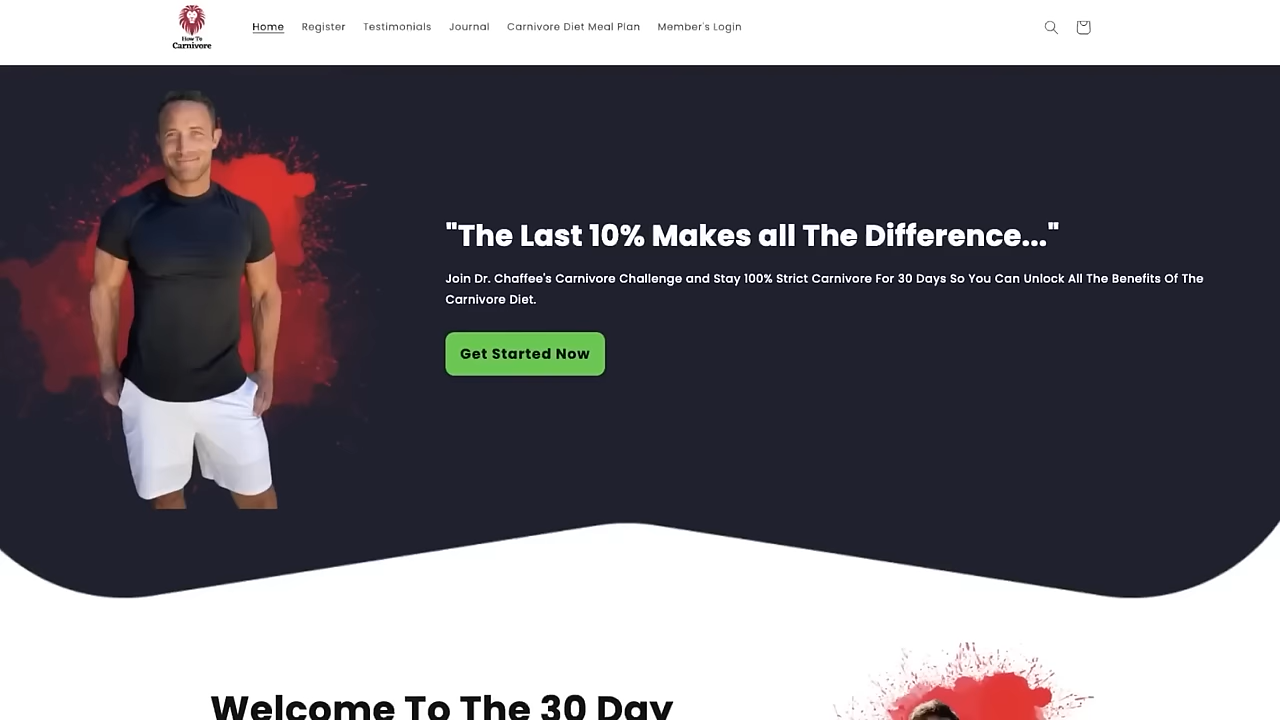 How To
Carnivore
Home Register Testimonials Journal Carnivore Diet Meal Plan Member's Login
"The Last 10% Makes all The Difference..."
Join Dr. Chaffee's Carnivore Challenge and Stay 100% Strict Carnivore For 30 Days So You Can Unlock All The Benefits Of The
Carnivore Diet.
Get Started Now
Welcome To The 30 Day